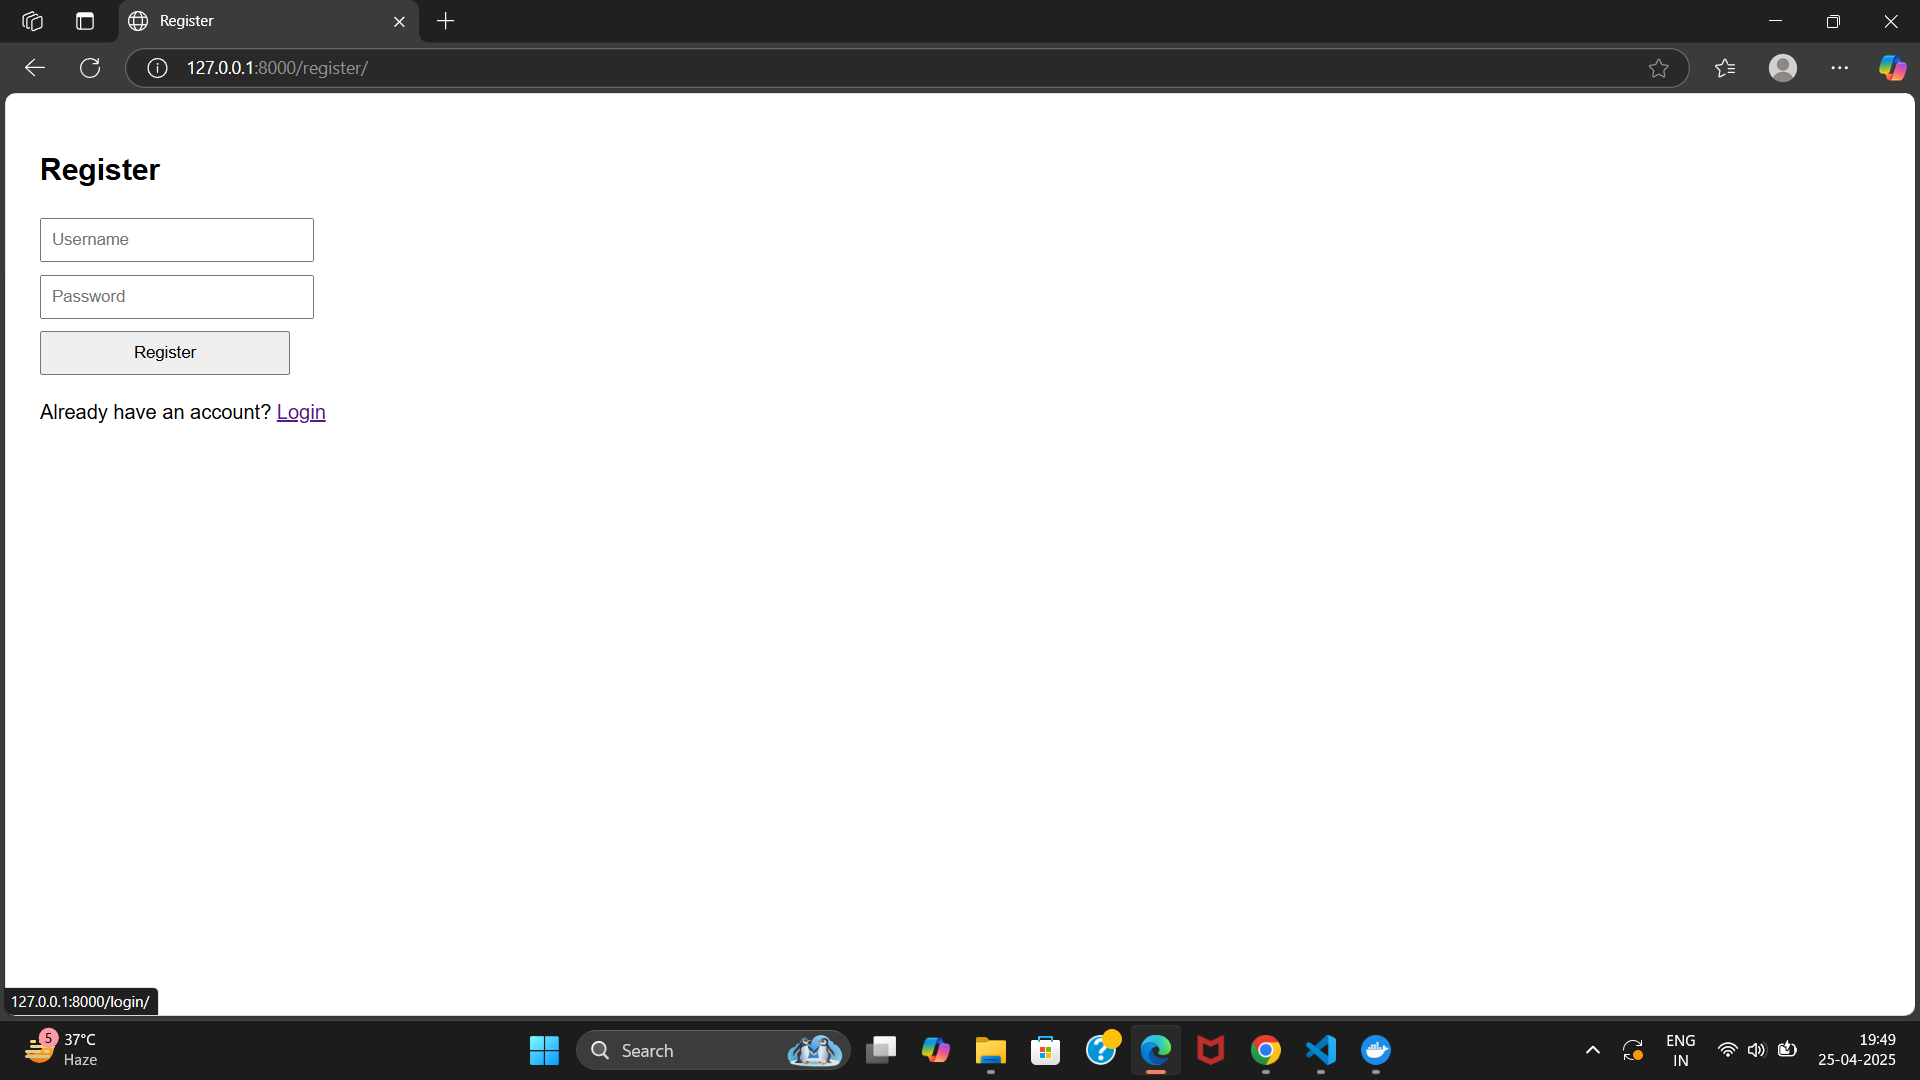 Register
127.0.0.1:8000/register/
Register
Username
Password
Register
Already have an account? Login
127.0.0.1:8000/login/
5
37°C
Haze
Search
ENG
IN
19:49
25-04-2025